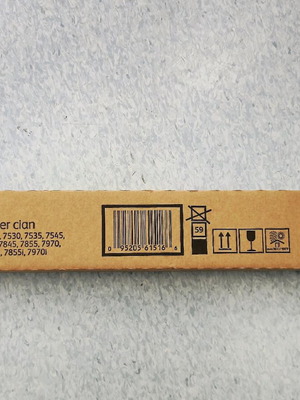 er cian
, 7530, 7535, 7545,
7845, 7855, 7970,
, 7855i, 7970i
0 95205 61516 6
59